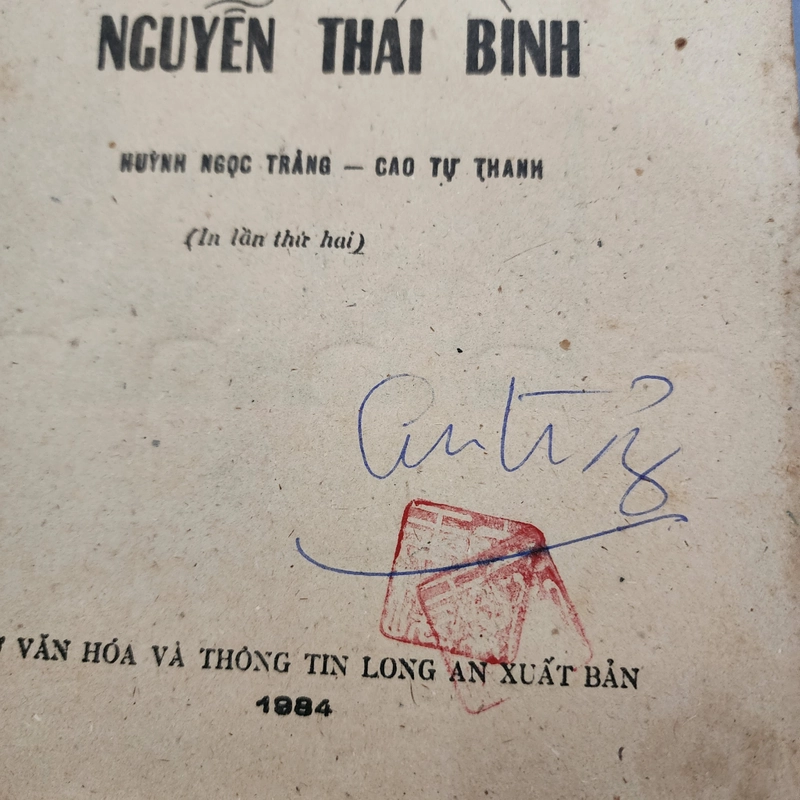 NGUYỄN THÁI BÌNH
HUỲNH NGỌC TRẢNG — CAO TỰ THANH
(In lần thứ hai)
VĂN HÓA VÀ THÔNG TIN LONG AN XUẤT BẢN
1984